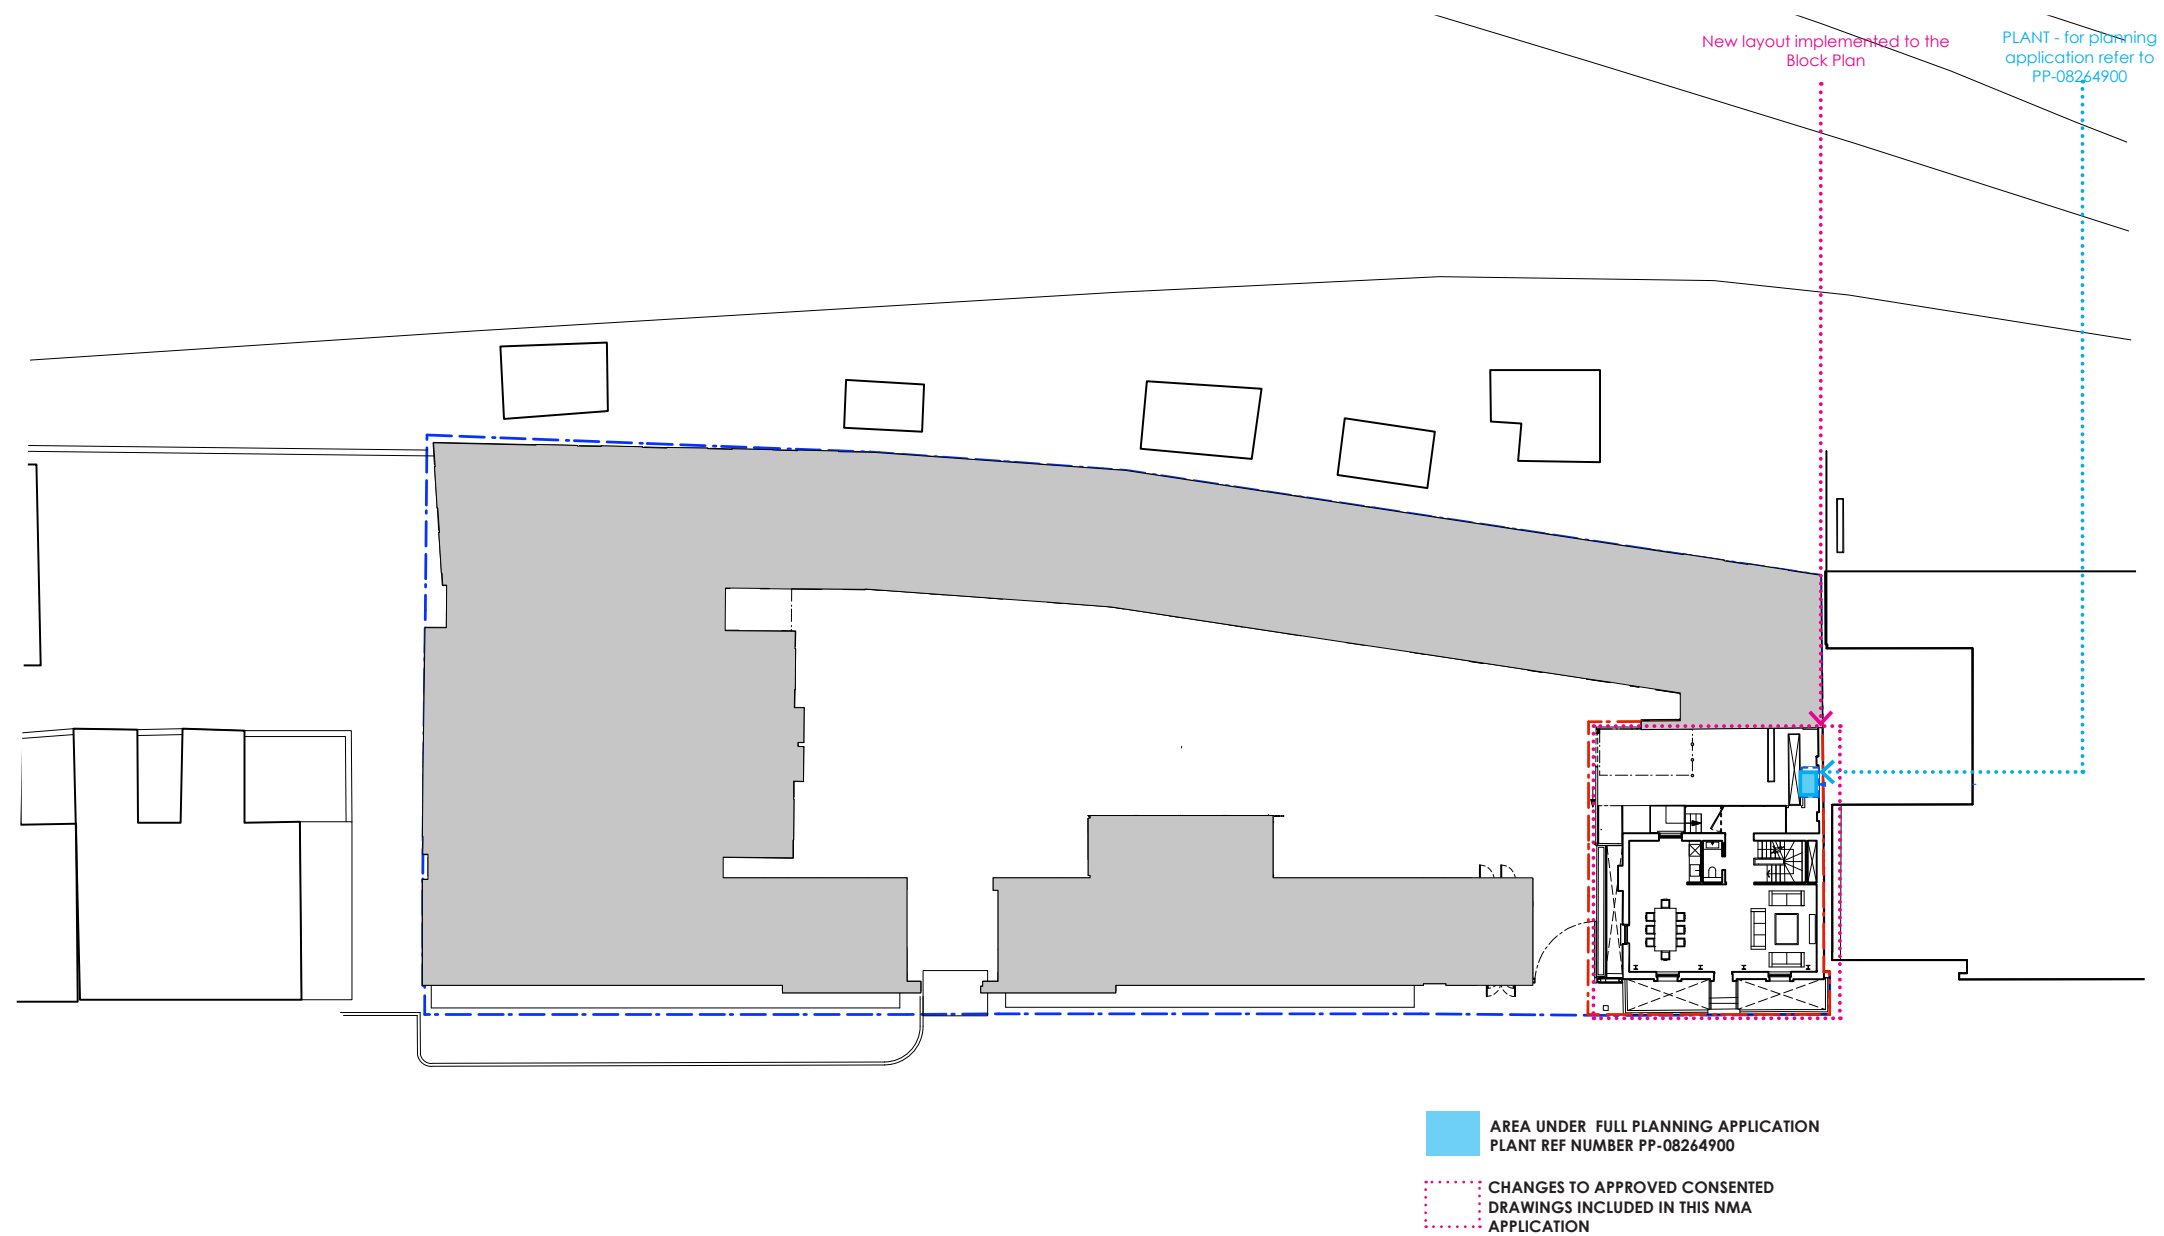 New layout implemented to the
Block Plan
PLANT - for planning
application refer to
PP-08264900
AREA UNDER FULL PLANNING APPLICATION
PLANT REF NUMBER PP-08264900
CHANGES TO APPROVED CONSENTED
DRAWINGS INCLUDED IN THIS NMA
APPLICATION